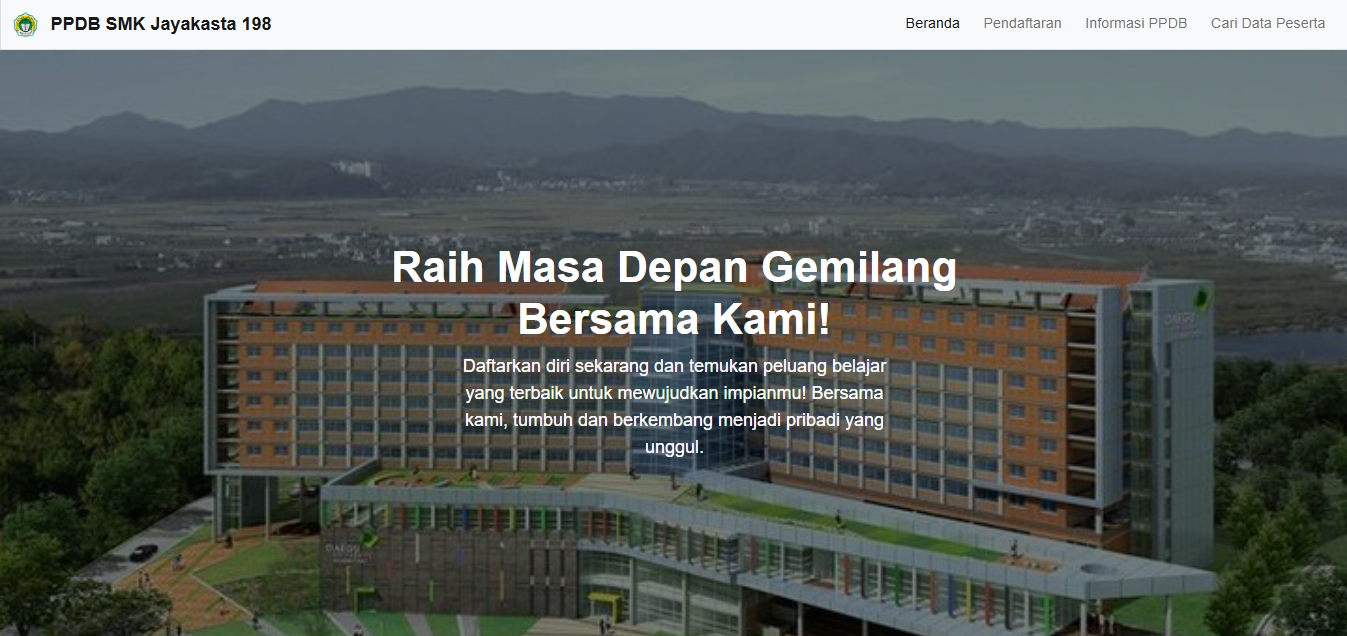 PPDB SMK Jayakasta 198
Beranda
Pendaftaran
Informasi PPDB
Cari Data Peserta
Raih Masa Depan Gemilang
Bersama Kami!
Daftarkan diri sekarang dan temukan peluang belajar
yang terbaik untuk mewujudkan impianmu! Bersama
kami, tumbuh dan berkembang menjadi pribadi yang
unggul.
DAEGU